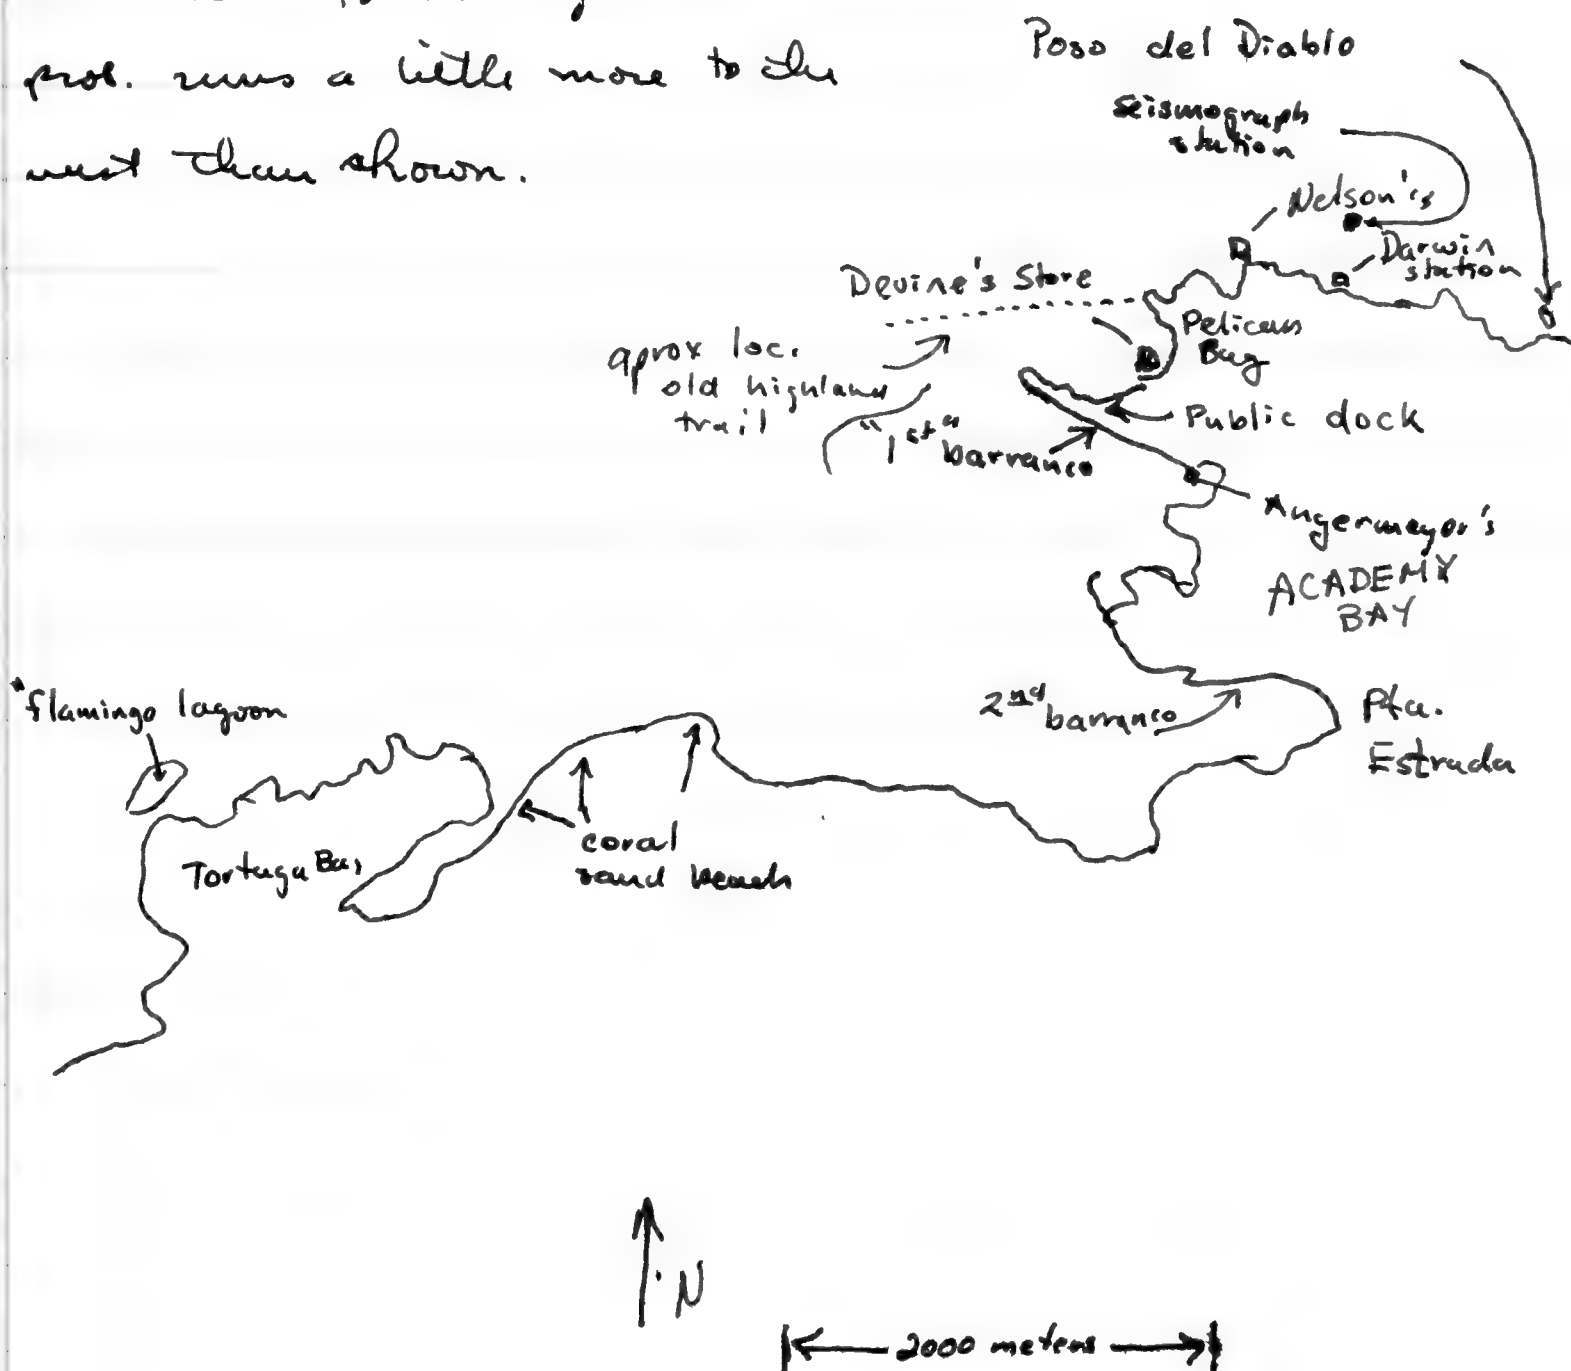 prob. runs a little more to the
west than shown.
Poso del Diablo
seismograph
station
Nelson's
Darwin
station
Devine's Store
Pelican
Bay
aprox loc.
old highland
trail
Public dock
"1st"
barranco
Angermeyer's
ACADEMY
BAY
2nd
barranco
Pta.
Estrada
flamingo lagoon
Tortuga Bay
coral
sand beach
N
2000 meters